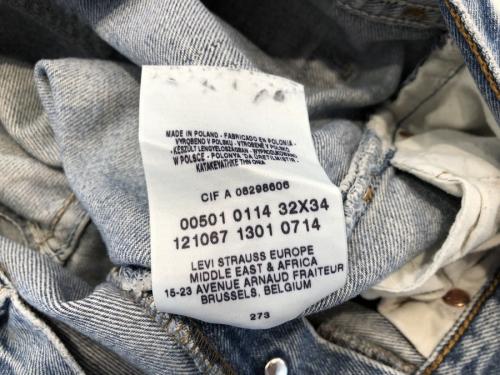 MADE IN POLAND - FABRICADO EN POLONIA -
VYROBENO V POLSKU - VYTROBENÉ V POĽSKU
- KÉSZÜLT LENGYELORSZÁGBAN - WYPRODUKOWANO
W POLSCE - POLONYA 'DA ÜRETİLMİŞTİR.
CIF A 08298606
00501 0114 32X34
121067 1301 0714
LEVI STRAUSS EUROPE
MIDDLE EAST & AFRICA
15-23 AVENUE ARNAUD FRAITEUR
BRUSSELS, BELGIUM
273